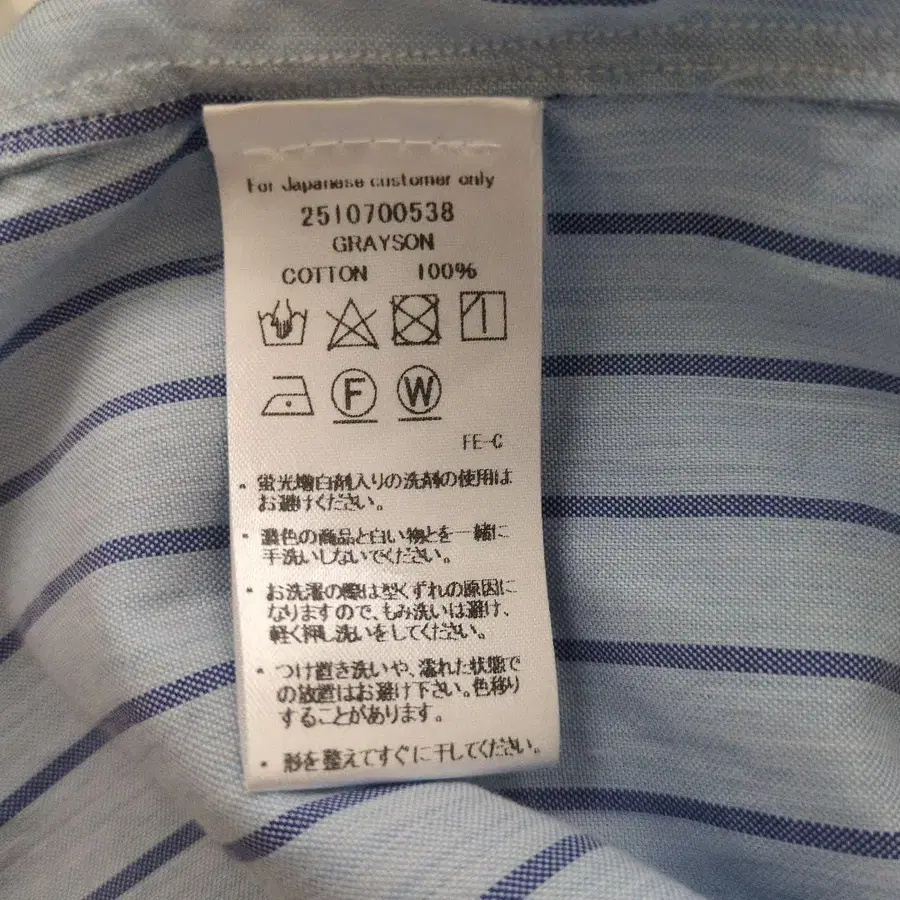 For Japanese customer only
2510700538
GRAYSON
COTTON 100%
F W
FE-C
・蛍光増白剤入りの洗剤の使用は
お避けください。
・濃色の商品と白い物とを一緒に
手洗いしないでください。
・お洗濯の際は型くずれの原因に
なりますので、もみ洗いは避け、
軽く押し洗いをしてください。
・つけ置き洗いや、濡れた状態で
の放置はお避け下さい。色移り
することがあります。
・形を整えてすぐに干してください。